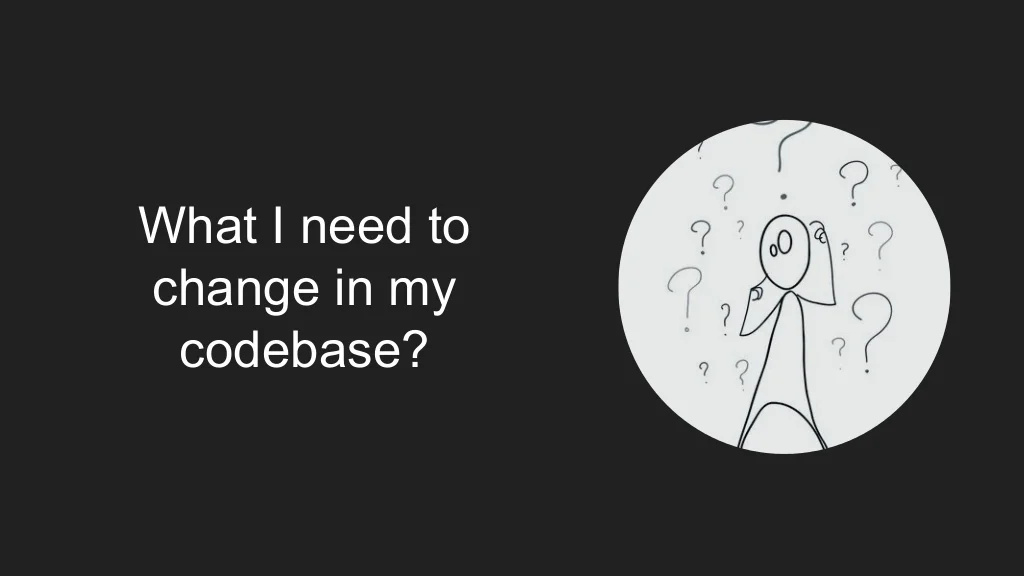 What I need to
change in my
codebase?